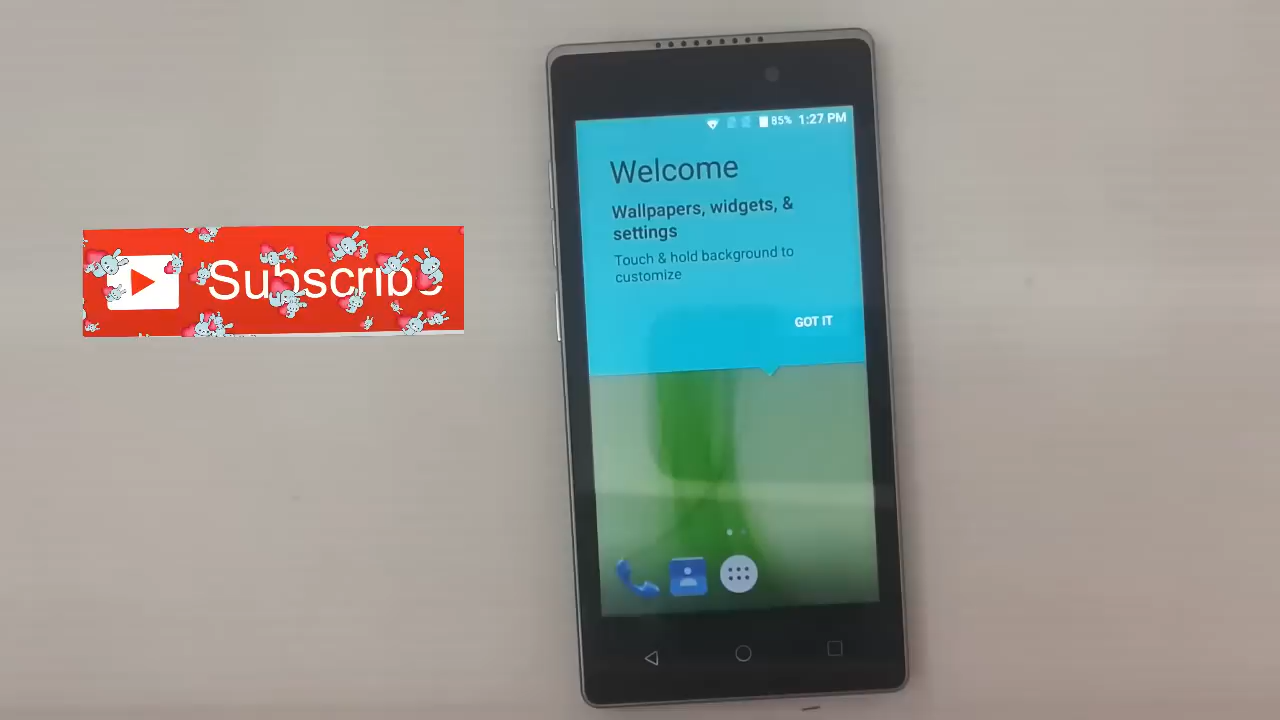 Subscribe
85% 1:27 PM
Welcome
Wallpapers, widgets, &
settings
Touch & hold background to
customize
GOT IT